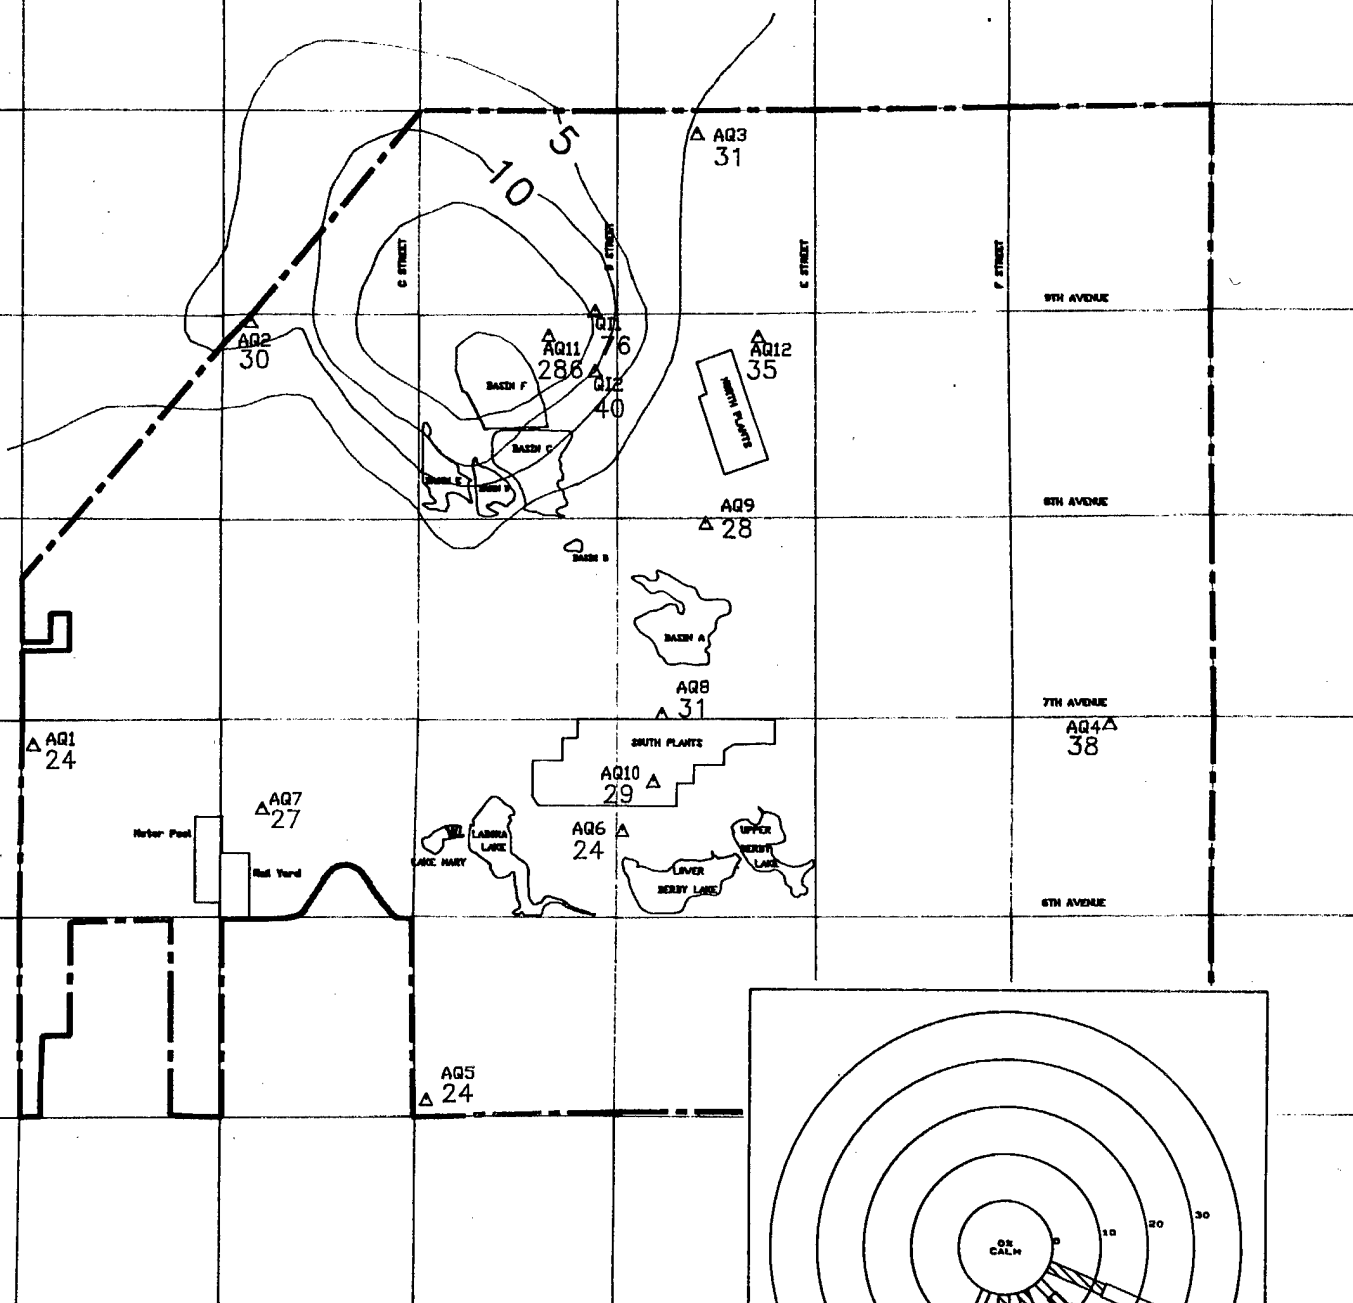 5
AQ3
31
10
C STREET
D STREET
E STREET
F STREET
9TH AVENUE
AQ2
30
QI1
76
AQ11
286
QI2
40
AQ12
35
BASIN F
NORTH PLANTS
BASIN C
BASIN E
BASIN D
8TH AVENUE
AQ9
28
BASIN B
BASIN A
AQ8
31
7TH AVENUE
AQ4
38
AQ1
24
SOUTH PLANTS
AQ10
29
AQ7
27
Motor Pool
AQ6
24
LADORA
LAKE
LAKE MARY
UPPER
DERBY
LAKE
LOWER
DERBY LAKE
Rail Yard
6TH AVENUE
AQ5
24
0%
CALM
0
10
20
30